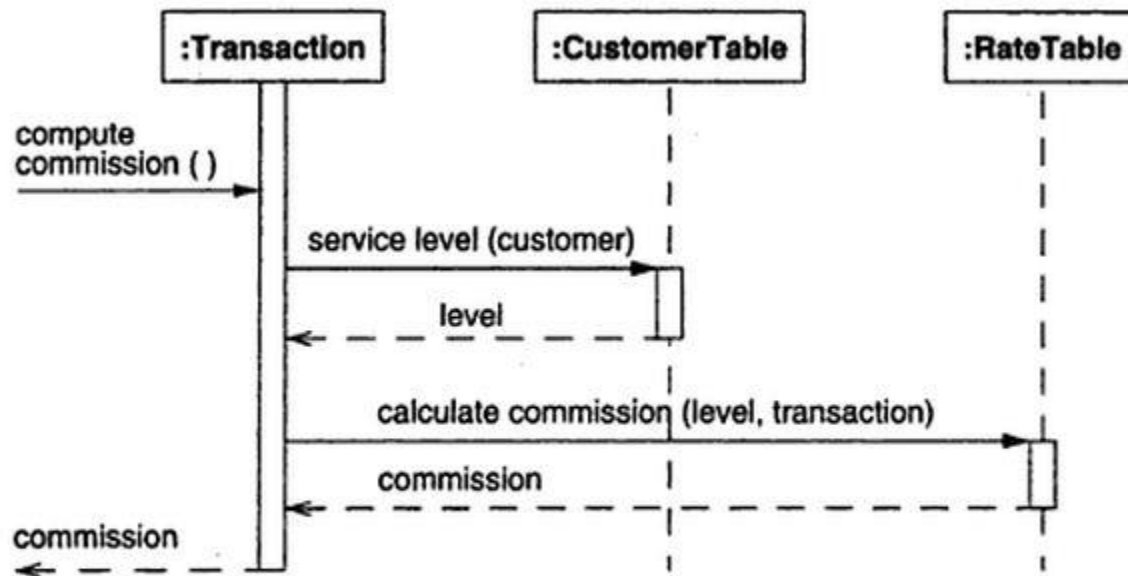 :Transaction
:CustomerTable
:RateTable
compute
commission ( )
service level (customer)
level
calculate commission (level, transaction)
commission
commission